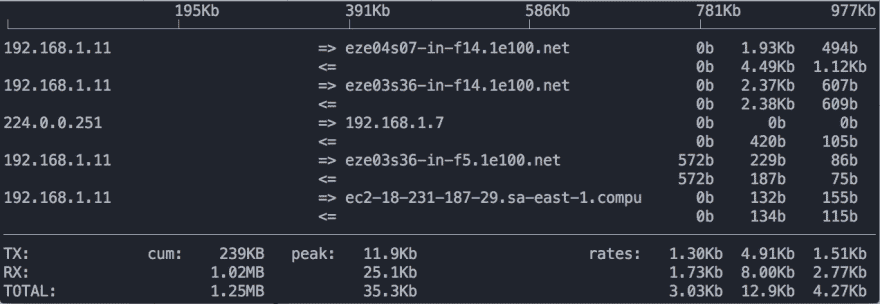 195Kb 391Kb 586Kb 781Kb 977Kb
192.168.1.11 => eze04s07-in-f14.1e100.net 0b 1.93Kb 494b
<= 0b 4.49Kb 1.12Kb
192.168.1.11 => eze03s36-in-f14.1e100.net 0b 2.37Kb 607b
<= 0b 2.38Kb 609b
224.0.0.251 => 192.168.1.7 0b 0b 0b
<= 0b 420b 105b
192.168.1.11 => eze03s36-in-f5.1e100.net 572b 229b 86b
<= 572b 187b 75b
192.168.1.11 => ec2-18-231-187-29.sa-east-1.compu 0b 132b 155b
<= 0b 134b 115b
TX: cum: 239KB peak: 11.9Kb rates: 1.30Kb 4.91Kb 1.51Kb
RX: 1.02MB 25.1Kb 1.73Kb 8.00Kb 2.77Kb
TOTAL: 1.25MB 35.3Kb 3.03Kb 12.9Kb 4.27Kb